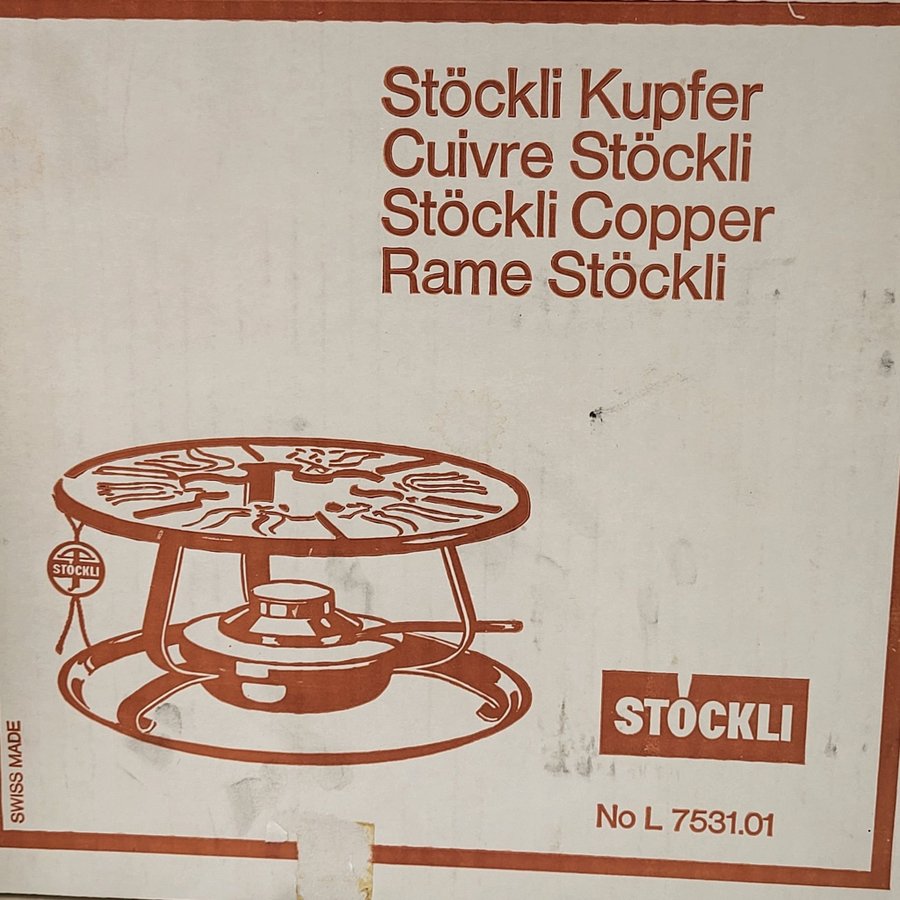 Stöckli Kupfer
Cuivre Stöckli
Stöckli Copper
Rame Stöckli
STÖCKLI
STÖCKLI
No L 7531.01
SWISS MADE